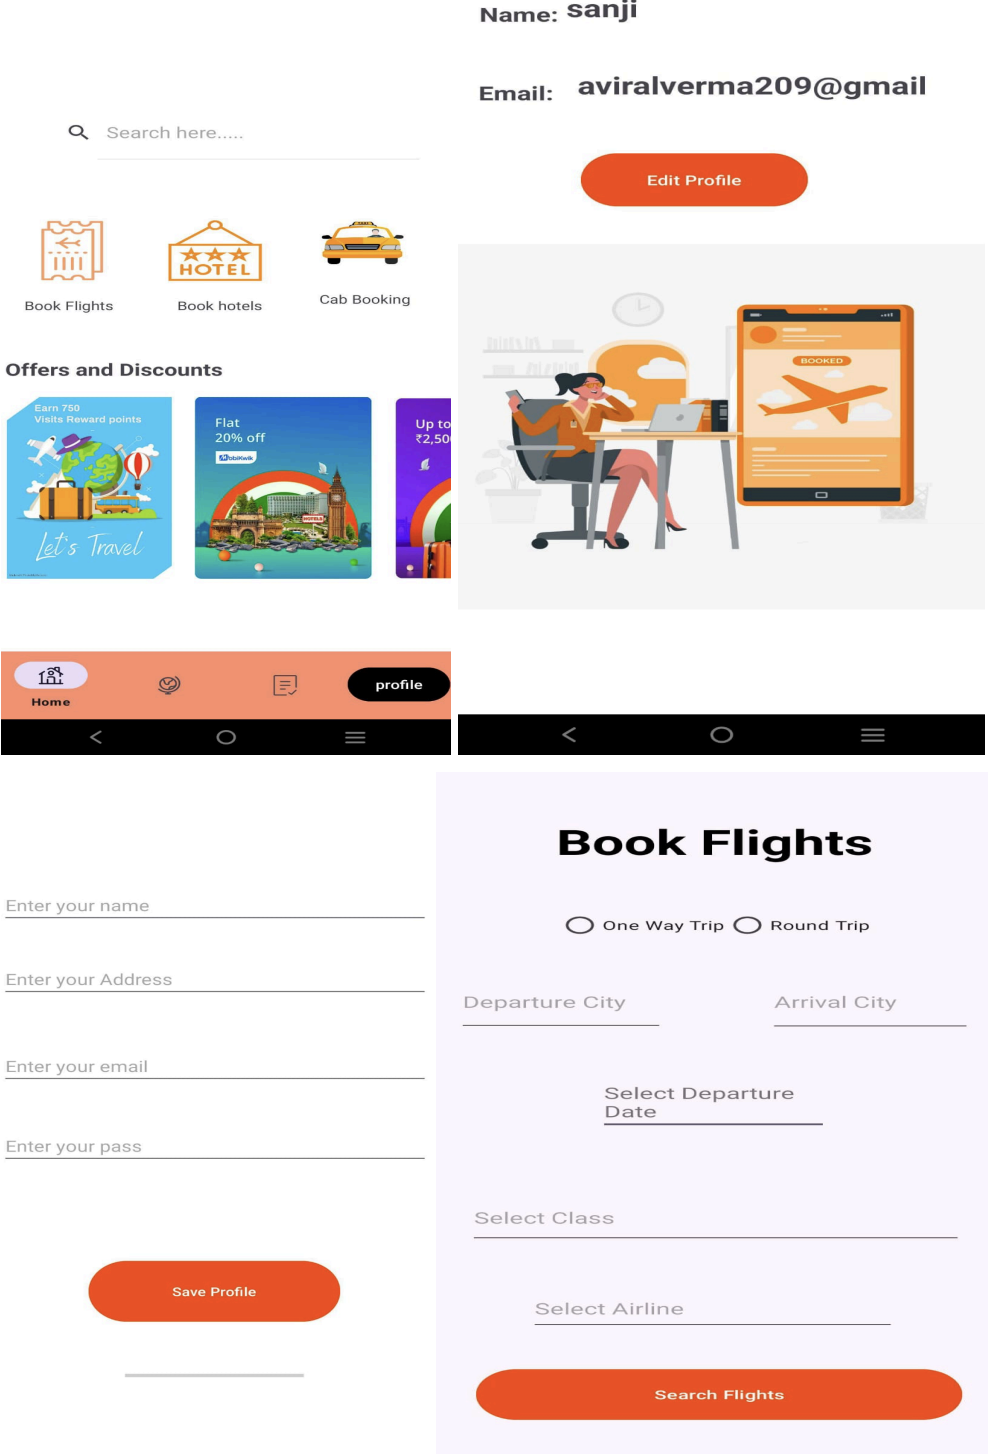 Search here.....
Book Flights
HOTEL
Book hotels
Cab Booking
Offers and Discounts
Earn 750
Visits Reward points
Let's Travel
Flat
20% off
MobiKwik
HOTELS
Up to
₹2,50
Home
profile
Name: sanji
Email: aviralverma209@gmail
Edit Profile
BOOKED
Enter your name
Enter your Address
Enter your email
Enter your pass
Save Profile
Book Flights
One Way Trip
Round Trip
Departure City
Arrival City
Select Departure
Date
Select Class
Select Airline
Search Flights